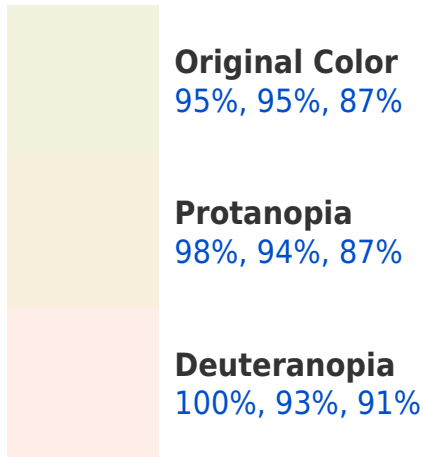 Original Color
95%, 95%, 87%
Protanopia
98%, 94%, 87%
Deuteranopia
100%, 93%, 91%